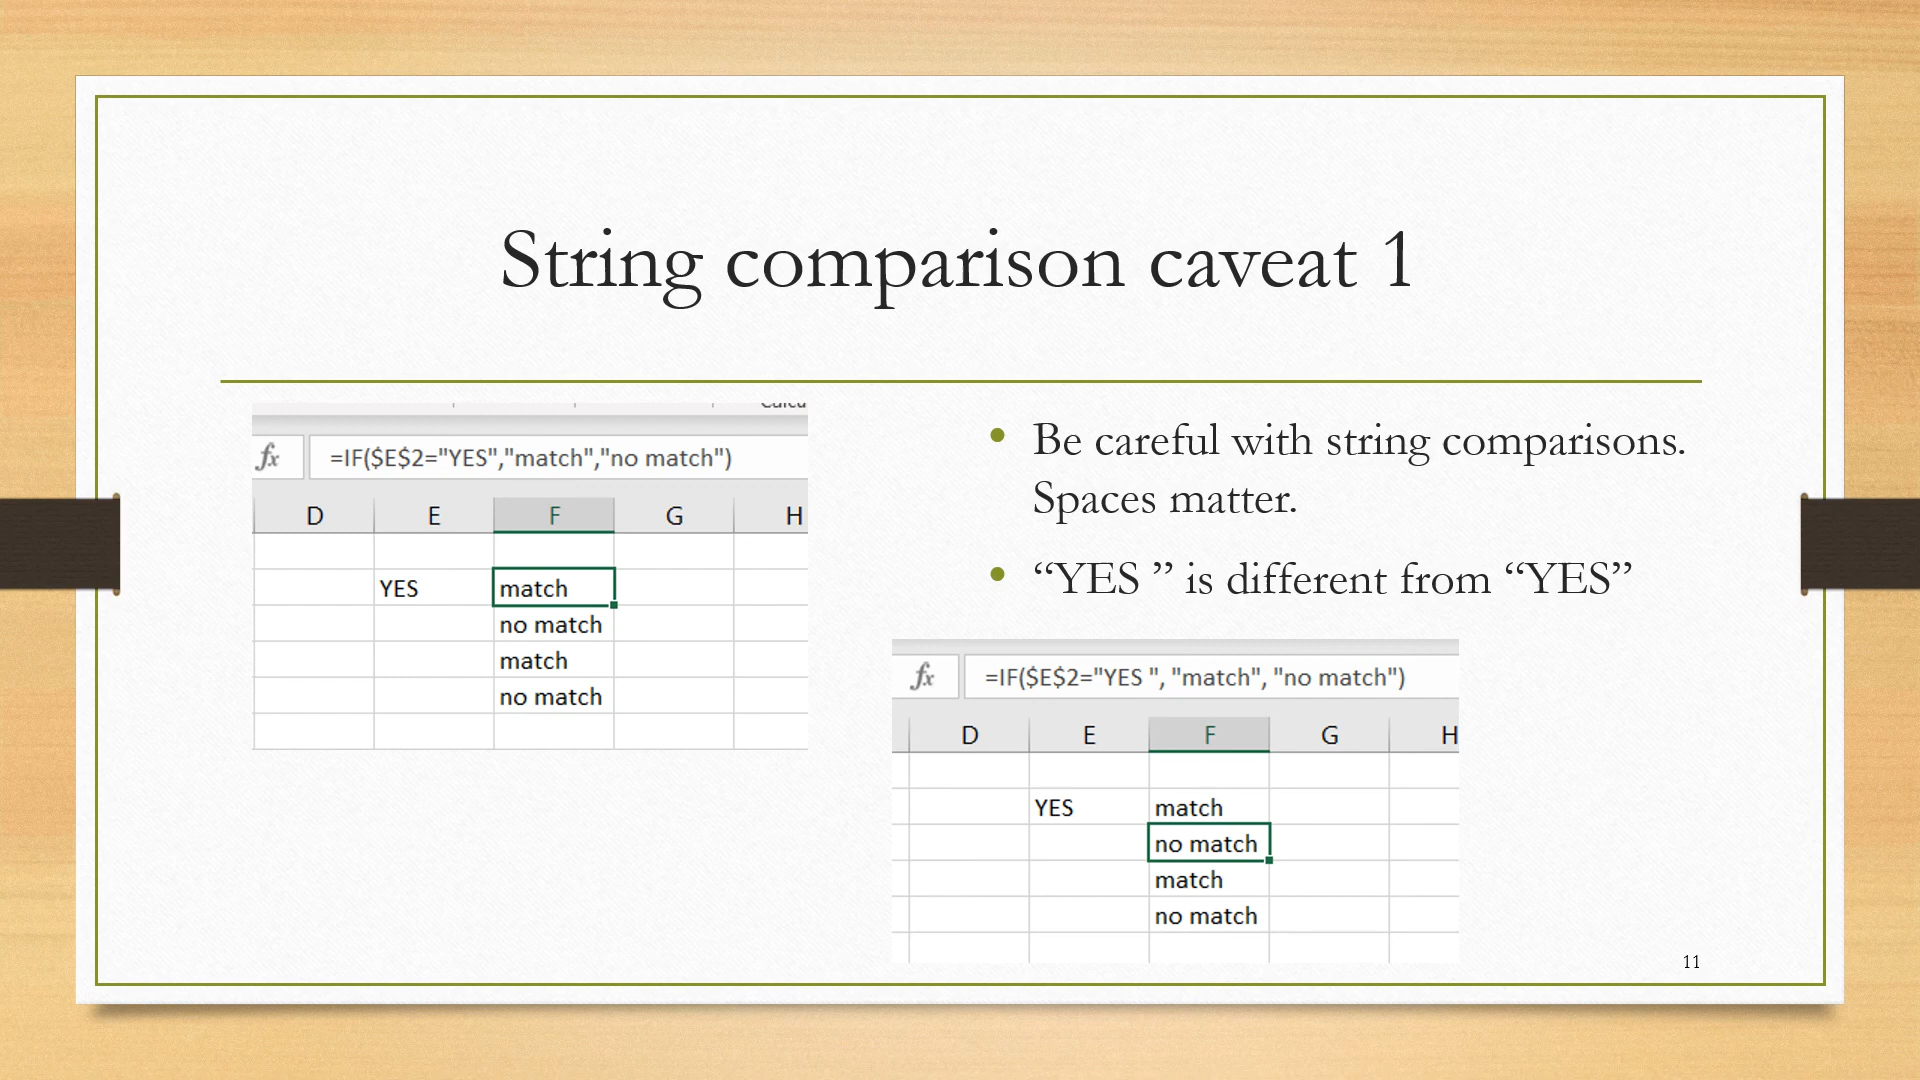 String comparison caveat 1
fx =IF($E$2="YES","match","no match")
D E F G H
YES match
no match
match
no match
• Be careful with string comparisons.
Spaces matter.
• “YES ” is different from “YES”
fx =IF($E$2="YES ", "match", "no match")
D E F G H
YES match
no match
match
no match
11